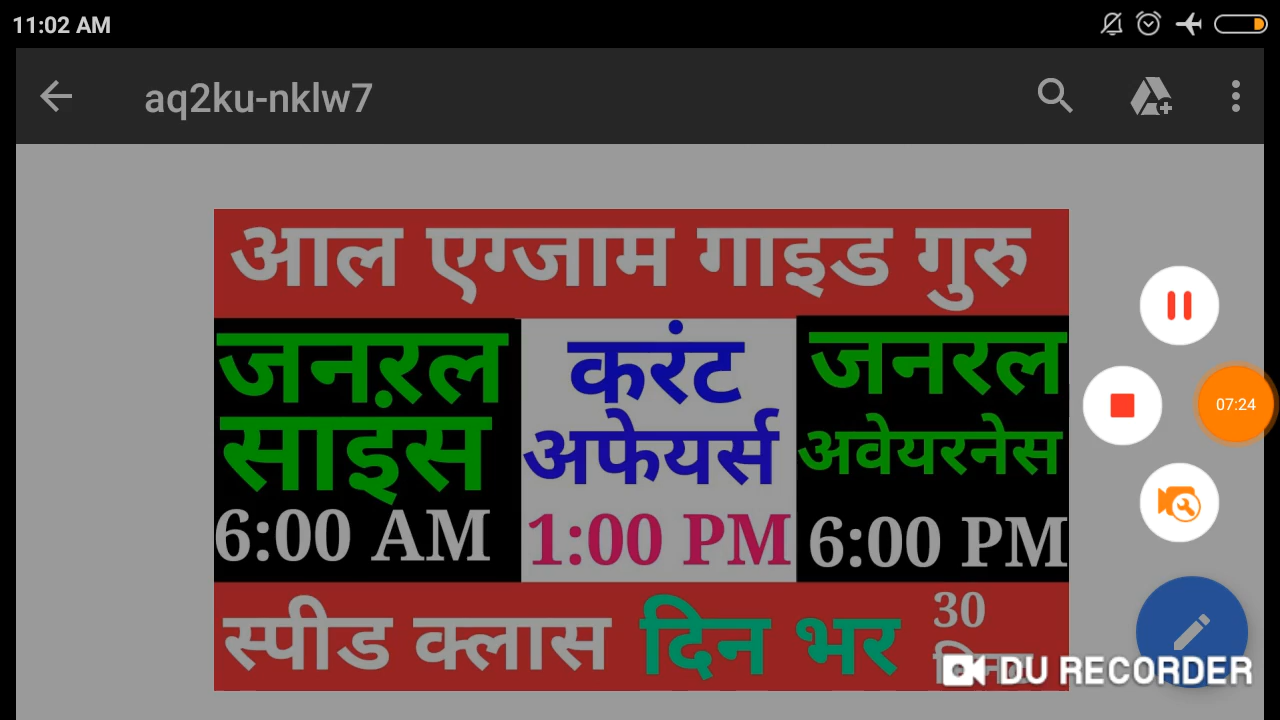 11:02 AM
aq2ku-nklw7
आल एग्जाम गाइड गुरु
जनऱल
साइंस
6:00 AM
करंट
अफेयर्स
1:00 PM
जनरल
अवेयरनेस
6:00 PM
स्पीड क्लास दिन भर 30
07:24
DU RECORDER